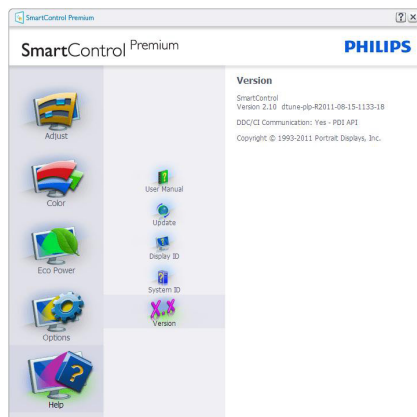 SmartControl Premium
SmartControl Premium
PHILIPS
Adjust
Color
Eco Power
Options
Help
User Manual
Update
Display ID
System ID
X.X
Version
Version
SmartControl
Version 2.10 dtune-plp-R2011-08-15-1133-18
DDC/CI Communication: Yes - PDI API
Copyright © 1993-2011 Portrait Displays, Inc.